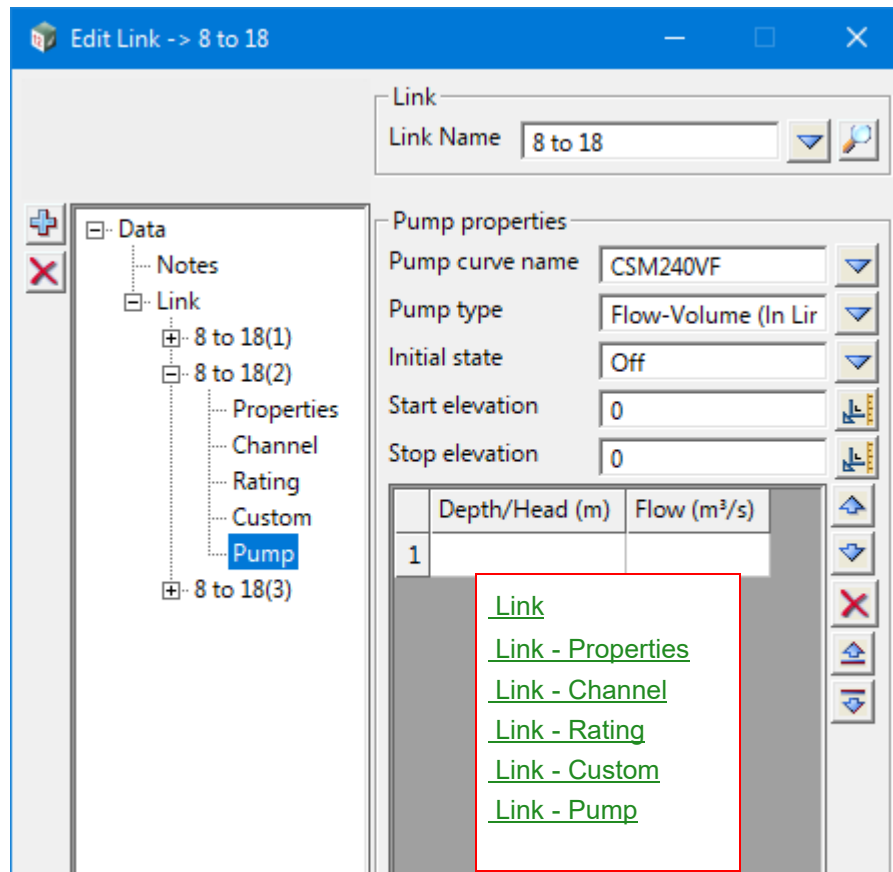 Edit Link -> 8 to 18
Link
Link Name 8 to 18
Data
Notes
Link
8 to 18(1)
8 to 18(2)
Properties
Channel
Rating
Custom
Pump
8 to 18(3)
Pump properties
Pump curve name CSM240VF
Pump type Flow-Volume (In Lir
Initial state Off
Start elevation 0
Stop elevation 0
Depth/Head (m) Flow (m³/s)
1
Link
Link - Properties
Link - Channel
Link - Rating
Link - Custom
Link - Pump